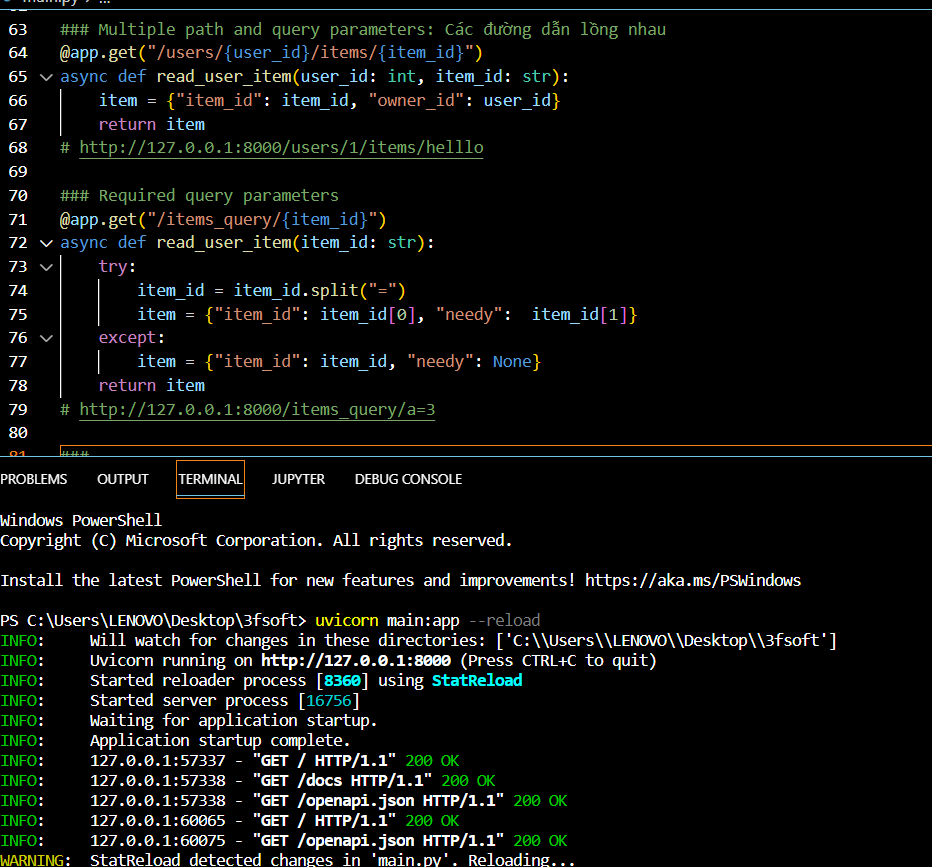 main.py > ...
63 ### Multiple path and query parameters: Các đường dẫn lồng nhau
64 @app.get("/users/{user_id}/items/{item_id}")
65 async def read_user_item(user_id: int, item_id: str):
66 item = {"item_id": item_id, "owner_id": user_id}
67 return item
68 # http://127.0.0.1:8000/users/1/items/helllo
69
70 ### Required query parameters
71 @app.get("/items_query/{item_id}")
72 async def read_user_item(item_id: str):
73 try:
74 item_id = item_id.split("=")
75 item = {"item_id": item_id[0], "needy":  item_id[1]}
76 except:
77 item = {"item_id": item_id, "needy": None}
78 return item
79 # http://127.0.0.1:8000/items_query/a=3
80
81 ###
PROBLEMS OUTPUT TERMINAL JUPYTER DEBUG CONSOLE
Windows PowerShell
Copyright (C) Microsoft Corporation. All rights reserved.
Install the latest PowerShell for new features and improvements! https://aka.ms/PSWindows
PS C:\Users\LENOVO\Desktop\3fsoft> uvicorn main:app --reload
INFO: Will watch for changes in these directories: ['C:\\Users\\LENOVO\\Desktop\\3fsoft']
INFO: Uvicorn running on http://127.0.0.1:8000 (Press CTRL+C to quit)
INFO: Started reloader process [8360] using StatReload
INFO: Started server process [16756]
INFO: Waiting for application startup.
INFO: Application startup complete.
INFO: 127.0.0.1:57337 - "GET / HTTP/1.1" 200 OK
INFO: 127.0.0.1:57338 - "GET /docs HTTP/1.1" 200 OK
INFO: 127.0.0.1:57338 - "GET /openapi.json HTTP/1.1" 200 OK
INFO: 127.0.0.1:60065 - "GET / HTTP/1.1" 200 OK
INFO: 127.0.0.1:60075 - "GET /openapi.json HTTP/1.1" 200 OK
WARNING: StatReload detected changes in 'main.py'. Reloading...